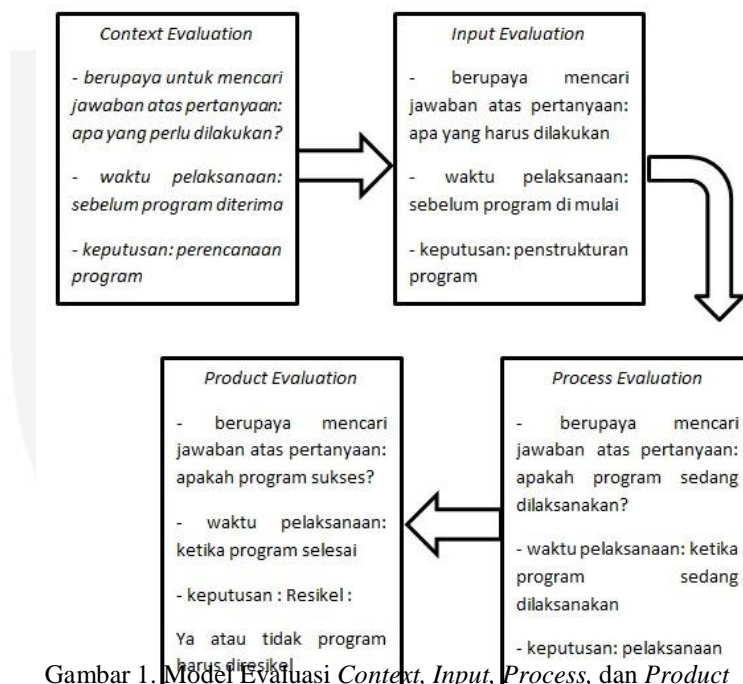 Context Evaluation
- berupaya untuk mencari
jawaban atas pertanyaan:
apa yang perlu dilakukan?
- waktu pelaksanaan:
sebelum program diterima
- keputusan: perencanaan
program
Input Evaluation
- berupaya mencari
jawaban atas pertanyaan:
apa yang harus dilakukan
- waktu pelaksanaan:
sebelum program di mulai
- keputusan: penstrukturan
program
Process Evaluation
- berupaya mencari
jawaban atas pertanyaan:
apakah program sedang
dilaksanakan?
- waktu pelaksanaan: ketika
program sedang
dilaksanakan
- keputusan: pelaksanaan
Product Evaluation
- berupaya mencari
jawaban atas pertanyaan:
apakah program sukses?
- waktu pelaksanaan:
ketika program selesai
- keputusan : Resikel :
Ya atau tidak program
harus diresikel
Gambar 1. Model Evaluasi Context, Input, Process, dan Product